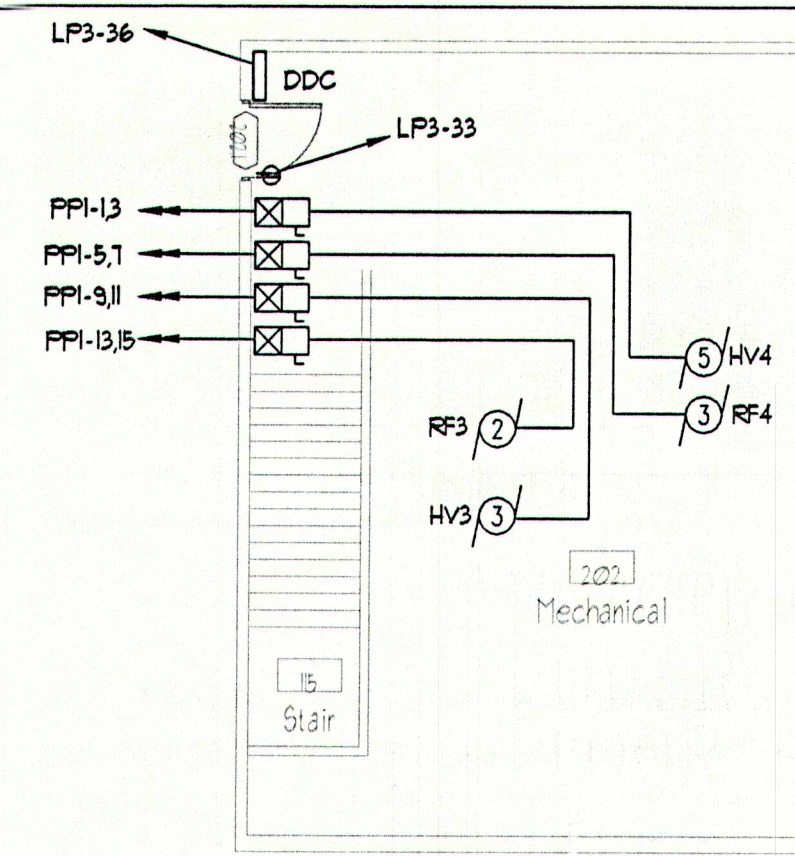 LP3-36
DDC
1202
LP3-33
PP1-1,3
PP1-5,7
PP1-9,11
PP1-13,15
5 HV4
3 RF4
RF3 2
HV3 3
202
Mechanical
115
Stair